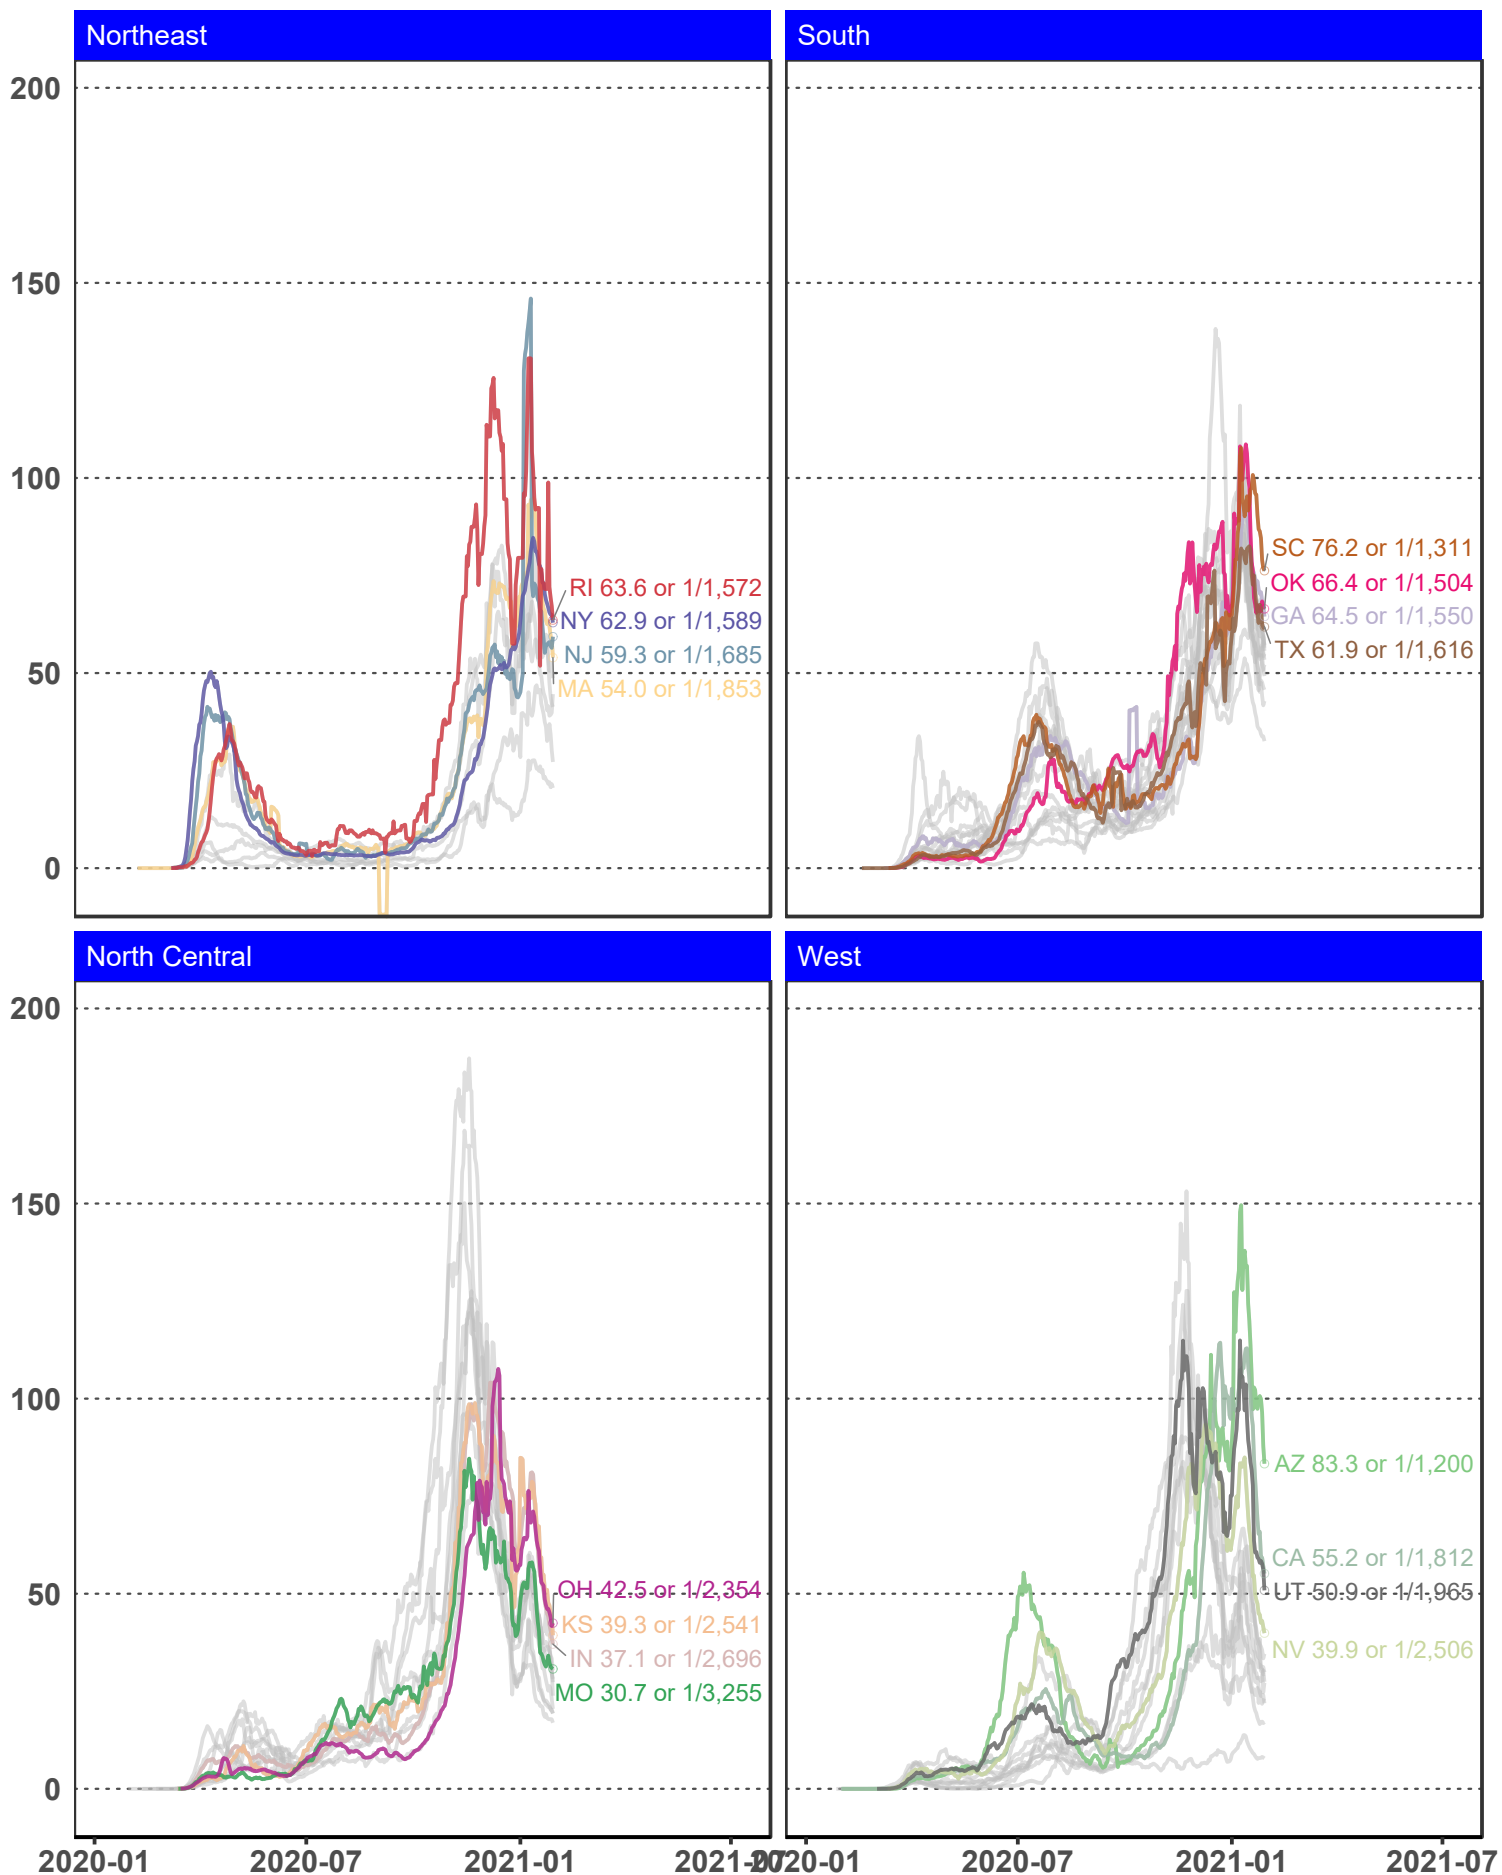 Northeast
South
200
150
100
50
0
RI 63.6 or 1/1,572
NY 62.9 or 1/1,589
NJ 59.3 or 1/1,685
MA 54.0 or 1/1,853
SC 76.2 or 1/1,311
OK 66.4 or 1/1,504
GA 64.5 or 1/1,550
TX 61.9 or 1/1,616
North Central
West
200
150
100
50
0
OH 42.5 or 1/2,354
KS 39.3 or 1/2,541
IN 37.1 or 1/2,696
MO 30.7 or 1/3,255
AZ 83.3 or 1/1,200
CA 55.2 or 1/1,812
UT 50.9 or 1/1,965
NV 39.9 or 1/2,506
2020-01 2020-07 2021-01 2021-07
2020-01 2020-07 2021-01 2021-07